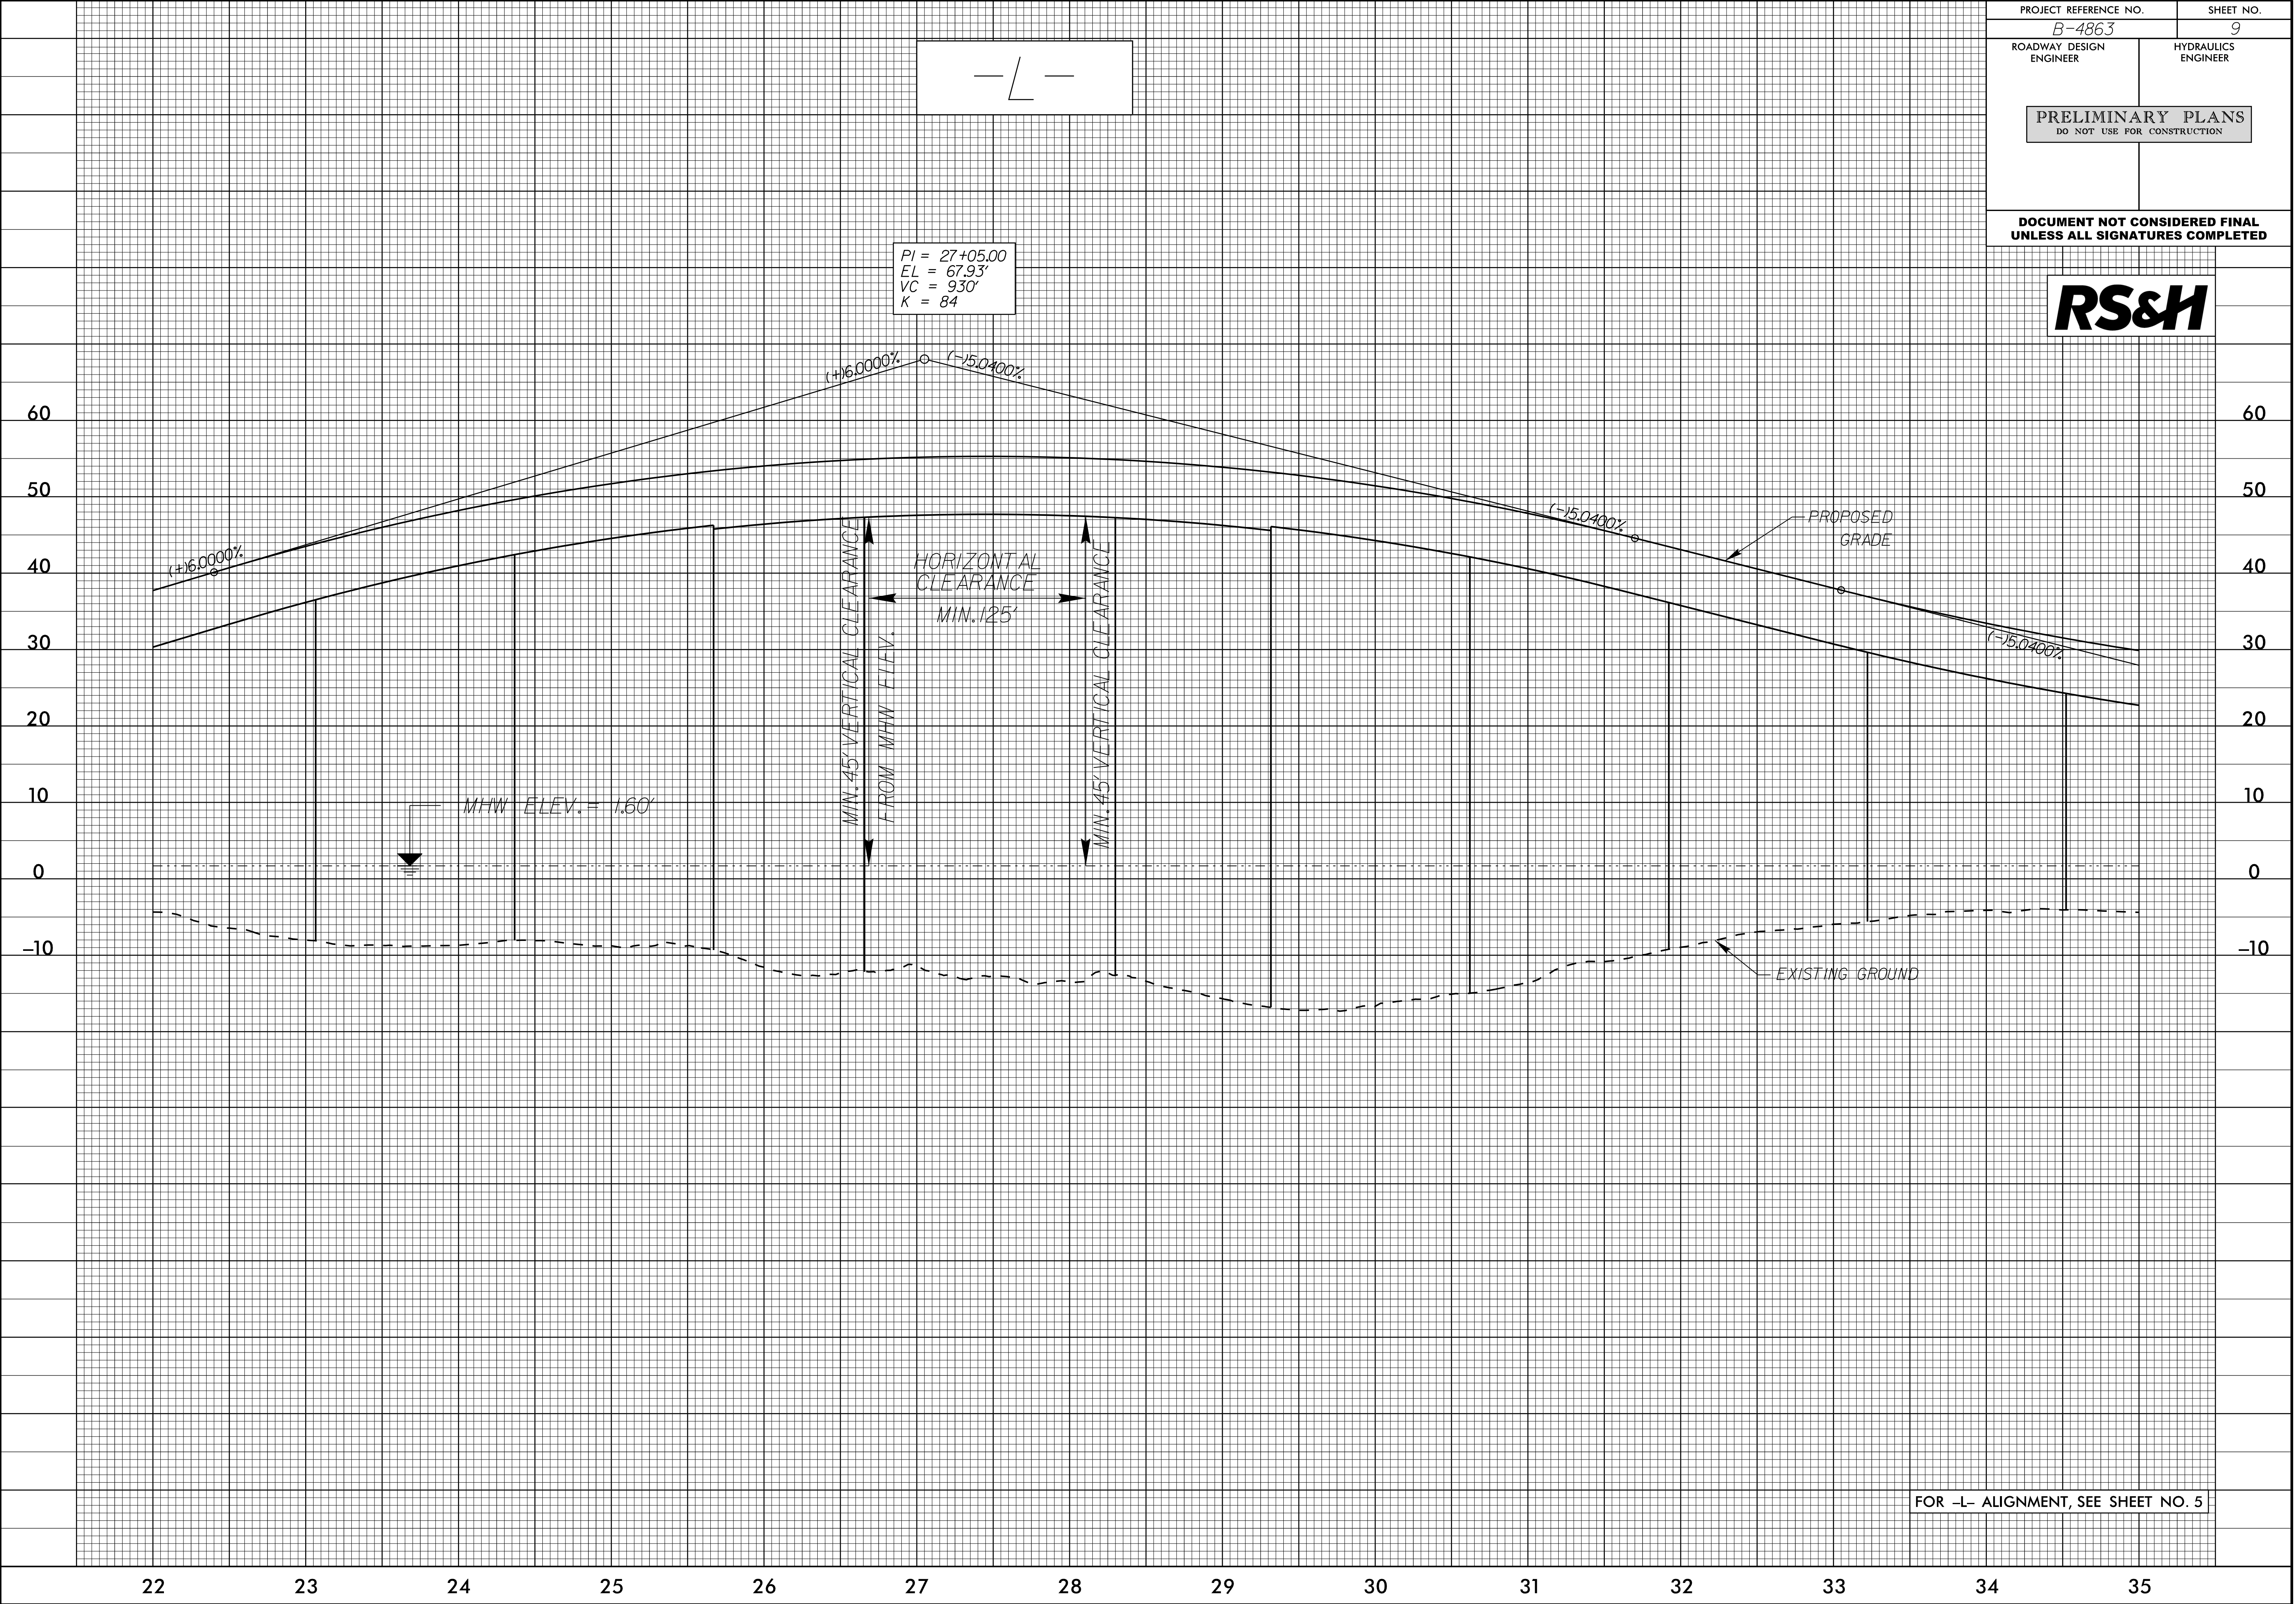 PROJECT REFERENCE NO.
SHEET NO.
B-4863
9
ROADWAY DESIGN
ENGINEER
HYDRAULICS
ENGINEER
PRELIMINARY PLANS
DO NOT USE FOR CONSTRUCTION
DOCUMENT NOT CONSIDERED FINAL
UNLESS ALL SIGNATURES COMPLETED
RS&H
-L-
PI = 27+05.00
EL = 67.93'
VC = 930'
K = 84
(+)6.0000%
(-)5.0400%
(+)6.0000%
(-)5.0400%
(-)5.0400%
PROPOSED
GRADE
HORIZONTAL
CLEARANCE
MIN. 125'
MIN. 45' VERTICAL CLEARANCE
FROM MHW ELEV.
MIN. 45' VERTICAL CLEARANCE
MHW ELEV. = 1.60'
EXISTING GROUND
60
50
40
30
20
10
0
-10
60
50
40
30
20
10
0
-10
FOR -L- ALIGNMENT, SEE SHEET NO. 5
22 23 24 25 26 27 28 29 30 31 32 33 34 35